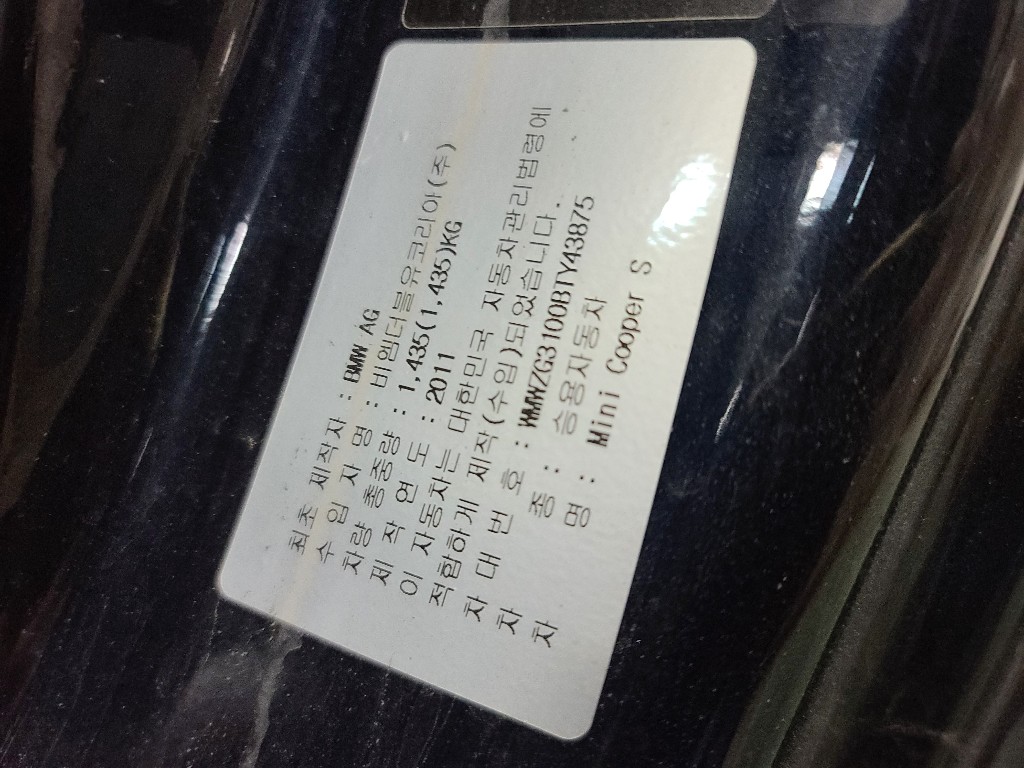 최초 제작자 : BMW AG
수 입 자 명 : 비엠더블유코리아(주)
차량 총중량 : 1,435(1,435)KG
제 작 연 도 : 2011
이 자동차는 대한민국 자동차관리법령에
적합하게 제작(수입)되었습니다.
차 대 번 호 : WMWZG3100BTY43875
차 종 : 승용자동차
차 명 : Mini Cooper S